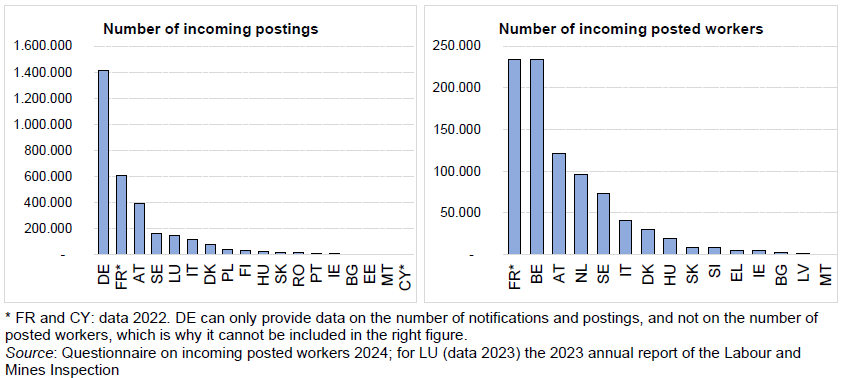 Number of incoming postings
1.600.000
1.400.000
1.200.000
1.000.000
800.000
600.000
400.000
200.000
-
DE FR* AT SE LU IT DK PL FI HU SK RO PT IE BG EE MT CY*
Number of incoming posted workers
250.000
200.000
150.000
100.000
50.000
-
FR* BE AT NL SE IT DK HU SK SI EL IE BG LV MT
* FR and CY: data 2022. DE can only provide data on the number of notifications and postings, and not on the number of
posted workers, which is why it cannot be included in the right figure.
Source: Questionnaire on incoming posted workers 2024; for LU (data 2023) the 2023 annual report of the Labour and
Mines Inspection